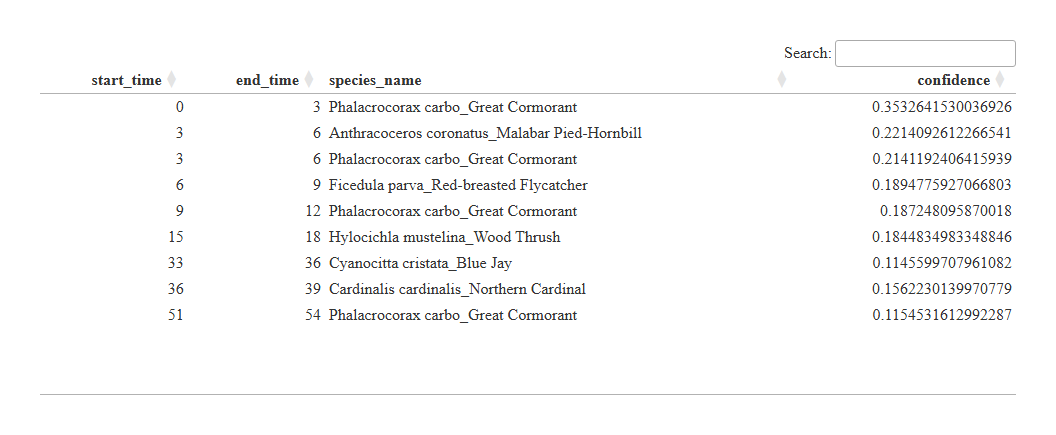 Search:
start_time end_time species_name confidence
0 3 Phalacrocorax carbo_Great Cormorant 0.3532641530036926
3 6 Anthracoceros coronatus_Malabar Pied-Hornbill 0.2214092612266541
3 6 Phalacrocorax carbo_Great Cormorant 0.2141192406415939
6 9 Ficedula parva_Red-breasted Flycatcher 0.1894775927066803
9 12 Phalacrocorax carbo_Great Cormorant 0.187248095870018
15 18 Hylocichla mustelina_Wood Thrush 0.1844834983348846
33 36 Cyanocitta cristata_Blue Jay 0.1145599707961082
36 39 Cardinalis cardinalis_Northern Cardinal 0.1562230139970779
51 54 Phalacrocorax carbo_Great Cormorant 0.1154531612992287